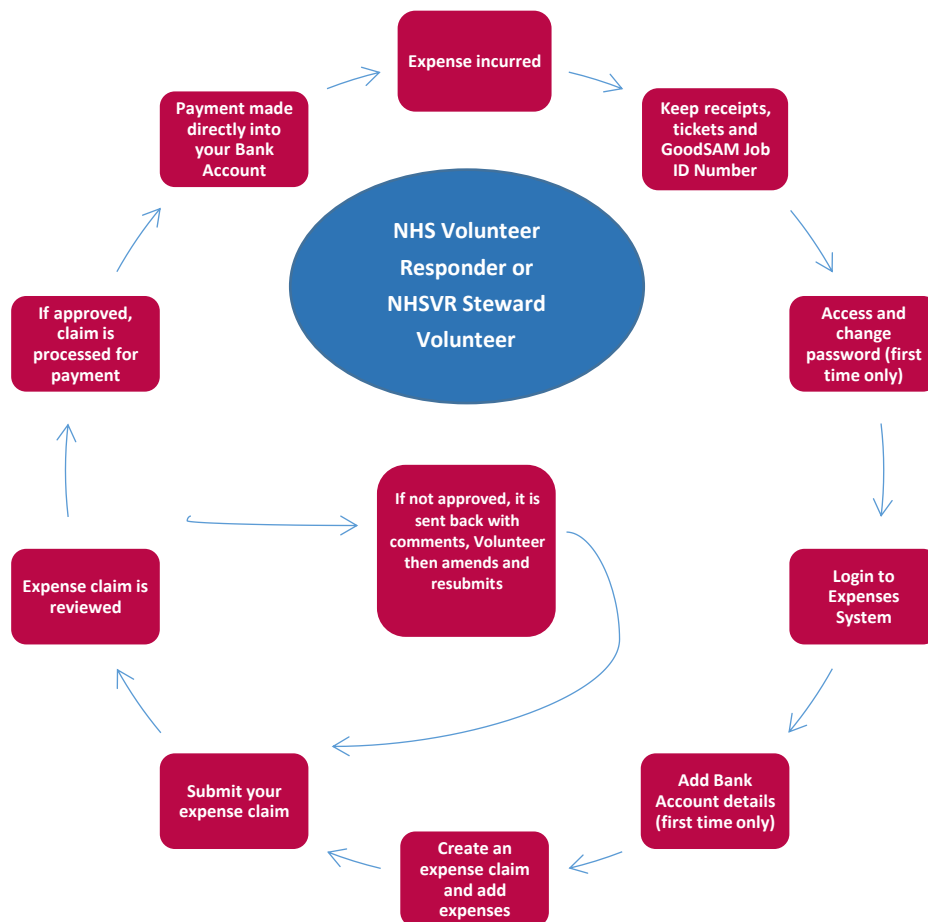 Expense incurred
Keep receipts,
tickets and
GoodSAM Job
ID Number
Access and
change
password (first
time only)
Login to
Expenses
System
Add Bank
Account details
(first time only)
Create an
expense claim
and add
expenses
Submit your
expense claim
Expense claim is
reviewed
If approved,
claim is
processed for
payment
Payment made
directly into
your Bank
Account
NHS Volunteer
Responder or
NHSVR Steward
Volunteer
If not approved, it is
sent back with
comments, Volunteer
then amends and
resubmits